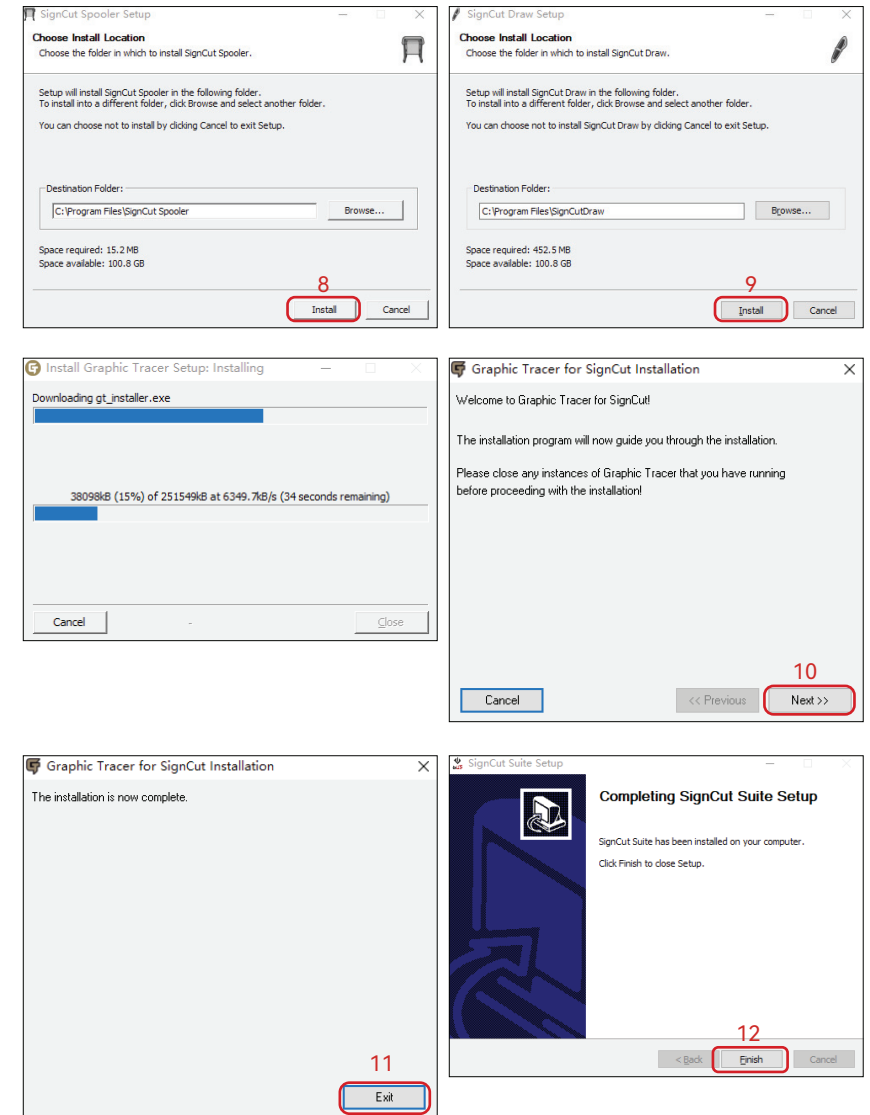 SignCut Spooler Setup
Choose Install Location
Choose the folder in which to install SignCut Spooler.
Setup will install SignCut Spooler in the following folder.
To install into a different folder, click Browse and select another folder.
You can choose not to install by clicking Cancel to exit Setup.
Destination Folder:
C:\Program Files\SignCut Spooler
Browse...
Space required: 15.2 MB
Space available: 100.8 GB
8
Install
Cancel
SignCut Draw Setup
Choose Install Location
Choose the folder in which to install SignCut Draw.
Setup will install SignCut Draw in the following folder.
To install into a different folder, click Browse and select another folder.
You can choose not to install SignCut Draw by clicking Cancel to exit Setup.
Destination Folder:
C:\Program Files\SignCutDraw
Browse...
Space required: 452.5 MB
Space available: 100.8 GB
9
Install
Cancel
Install Graphic Tracer Setup: Installing
Downloading gt_installer.exe
38098kB (15%) of 251549kB at 6349.7kB/s (34 seconds remaining)
Cancel
-
Close
Graphic Tracer for SignCut Installation
Welcome to Graphic Tracer for SignCut!
The installation program will now guide you through the installation.
Please close any instances of Graphic Tracer that you have running
before proceeding with the installation!
10
Cancel
<< Previous
Next >>
Graphic Tracer for SignCut Installation
The installation is now complete.
11
Exit
SignCut Suite Setup
Completing SignCut Suite Setup
SignCut Suite has been installed on your computer.
Click Finish to close Setup.
12
< Back
Finish
Cancel